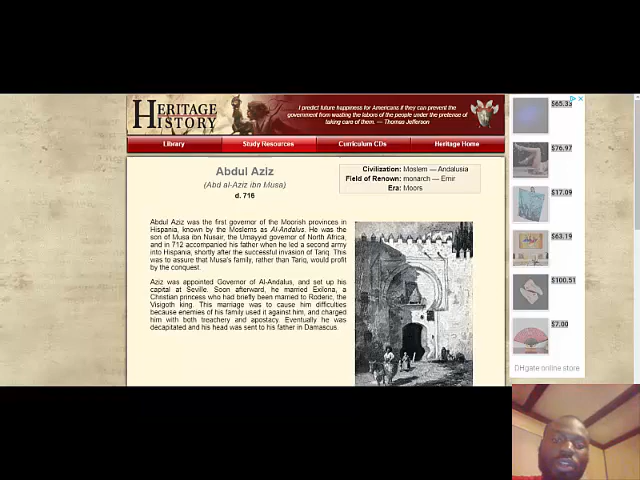 HERITAGE
HISTORY
I predict future happiness for Americans if they can prevent the
government from wasting the labors of the people under the pretense of
taking care of them. — Thomas Jefferson
Library
Study Resources
Curriculum CDs
Heritage Home
Abdul Aziz
(Abd al-Aziz ibn Musa)
d. 716
Civilization: Moslem — Andalusia
Field of Renown: monarch — Emir
Era: Moors
Abdul Aziz was the first governor of the Moorish provinces in
Hispania, known by the Moslems as Al-Andalus. He was the
son of Musa ibn Nusair, the Umayyd governor of North Africa,
and in 712 accompanied his father when he led a second army
into Hispania, shortly after the successful invasion of Tariq. This
was to assure that Musa's family, rather than Tariq, would profit
by the conquest.
Aziz was appointed Governor of Al-Andalus, and set up his
capital at Seville. Soon afterward, he married Exilona, a
Christian princess who had briefly been married to Roderic, the
Visigoth king. This marriage was to cause him difficulties
because enemies of his family used it against him, and charged
him with both treachery and apostacy. Eventually he was
decapitated and his head was sent to his father in Damascus.
$65.33
$76.97
$17.09
$63.19
$100.51
$7.00
DHgate online store